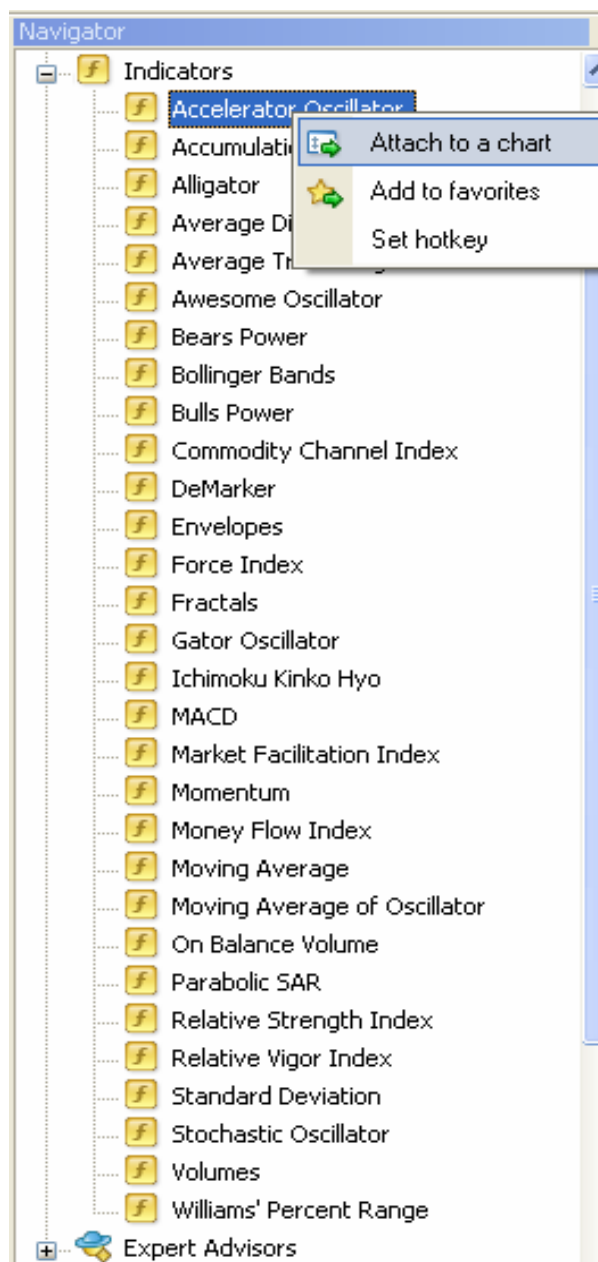 Navigator
Indicators
Accelerator Oscillator
Attach to a chart
Accumulati
Alligator
Add to favorites
Average Di
Set hotkey
Average Tr
Awesome Oscillator
Bears Power
Bollinger Bands
Bulls Power
Commodity Channel Index
DeMarker
Envelopes
Force Index
Fractals
Gator Oscillator
Ichimoku Kinko Hyo
MACD
Market Facilitation Index
Momentum
Money Flow Index
Moving Average
Moving Average of Oscillator
On Balance Volume
Parabolic SAR
Relative Strength Index
Relative Vigor Index
Standard Deviation
Stochastic Oscillator
Volumes
Williams' Percent Range
Expert Advisors